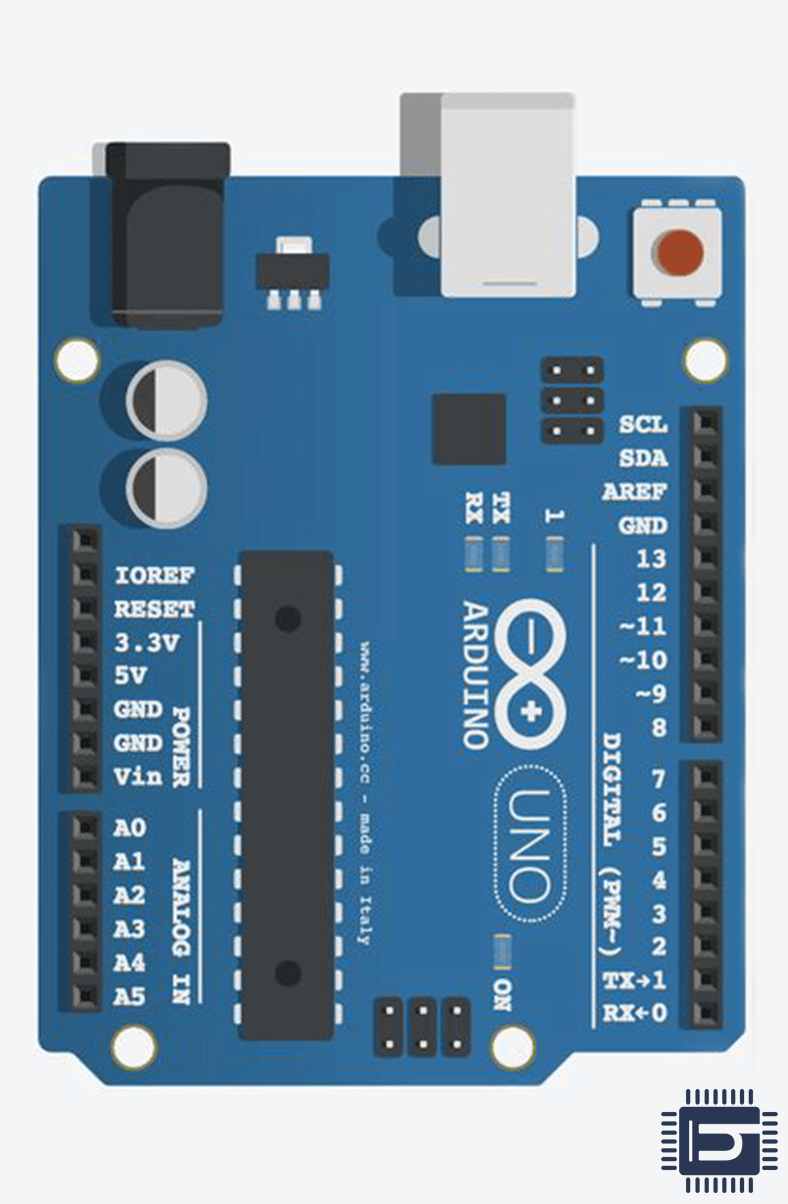 SCL
SDA
AREF
GND
RX
TX
1
13
12
~11
~10
~9
8
IOREF
RESET
3.3V
5V
GND
GND
Vin
POWER
www.arduino.cc - made in Italy
ARDUINO
UNO
DIGITAL (PWM~)
7
6
5
4
3
2
TX→1
RX←0
A0
A1
A2
A3
A4
A5
ANALOG IN
ON